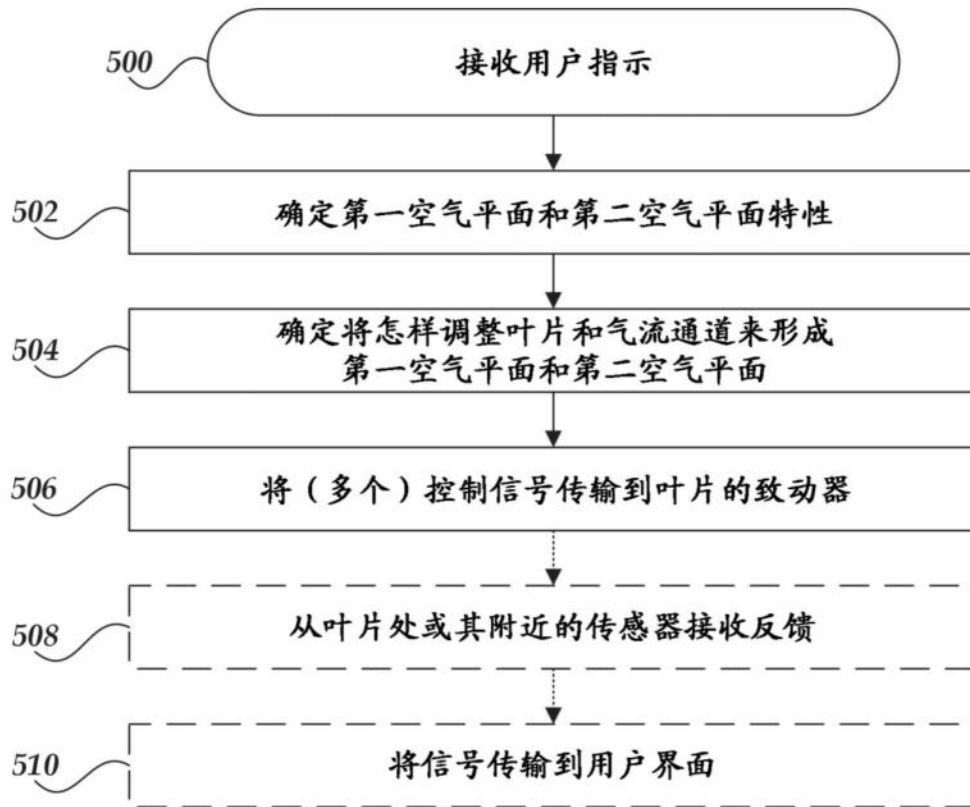 500
接收用户指示
502
确定第一空气平面和第二空气平面特性
504
确定将怎样调整叶片和气流通道来形成
第一空气平面和第二空气平面
506
将（多个）控制信号传输到叶片的致动器
508
从叶片处或其附近的传感器接收反馈
510
将信号传输到用户界面